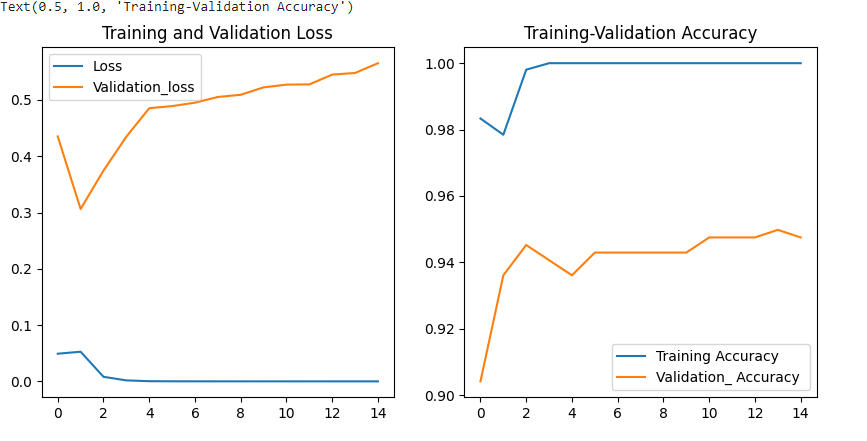 Text(0.5, 1.0, 'Training-Validation Accuracy')
Training and Validation Loss
Loss
Validation_loss
0.5
0.4
0.3
0.2
0.1
0.0
0 2 4 6 8 10 12 14
Training-Validation Accuracy
1.00
0.98
0.96
0.94
0.92
0.90
Training Accuracy
Validation_ Accuracy
0 2 4 6 8 10 12 14